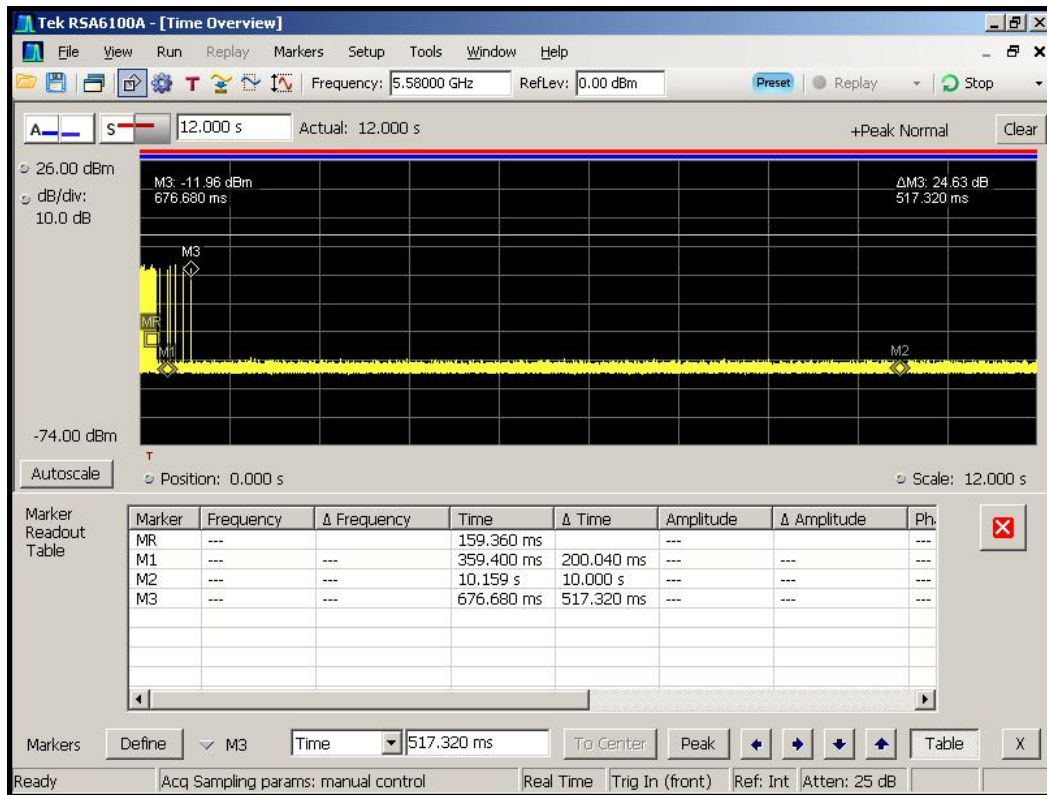 Tek RSA6100A - [Time Overview]
File View Run Replay Markers Setup Tools Window Help
T Frequency: 5.58000 GHz RefLev: 0.00 dBm Preset Replay Stop
A S 12.000 s Actual: 12.000 s +Peak Normal Clear
26.00 dBm
dB/div:
10.0 dB
M3: -11.96 dBm
676.680 ms
ΔM3: 24.63 dB
517.320 ms
M3
MR
M1
M2
-74.00 dBm
T
Autoscale Position: 0.000 s Scale: 12.000 s
Marker
Readout
Table
Marker Frequency Δ Frequency Time Δ Time Amplitude Δ Amplitude Ph
MR --- 159.360 ms --- ---
M1 --- --- 359.400 ms 200.040 ms --- --- ---
M2 --- --- 10.159 s 10.000 s --- --- ---
M3 --- --- 676.680 ms 517.320 ms --- --- ---
Markers Define M3 Time 517.320 ms To Center Peak Table X
Ready Acq Sampling params: manual control Real Time Trig In (front) Ref: Int Atten: 25 dB